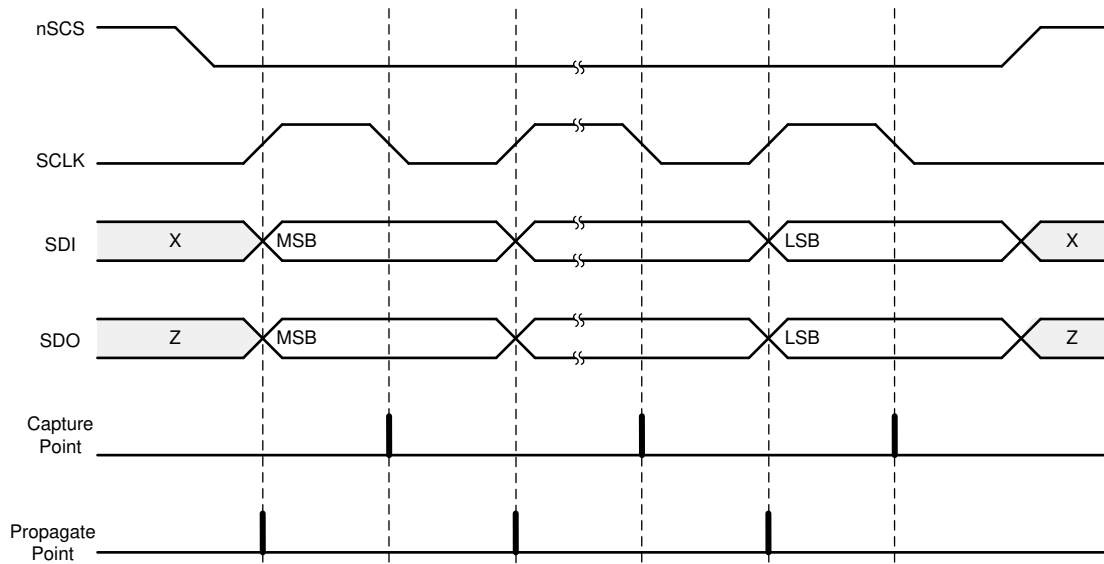 nSCS
SCLK
SDI
X
MSB
LSB
X
SDO
Z
MSB
LSB
Z
Capture
Point
Propagate
Point